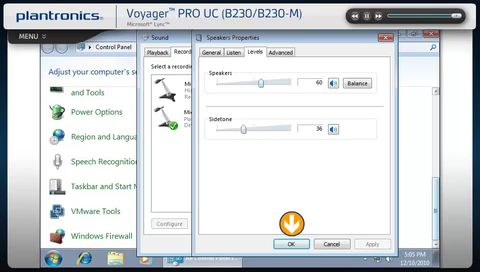 plantronics.
Voyager™ PRO UC (B230/B230-M)
Microsoft® Lync™
MENU
Control Panel
Adjust your computer's se
and Tools
Power Options
Region and Langua
Speech Recognition
Taskbar and Start M
VMware Tools
Windows Firewall
Sound
Playback
Record
Select a recordi
Configure
Speakers Properties
General
Listen
Levels
Advanced
Speakers
60
Balance
Sidetone
36
OK
Cancel
Apply
5:05 PM
12/10/2010